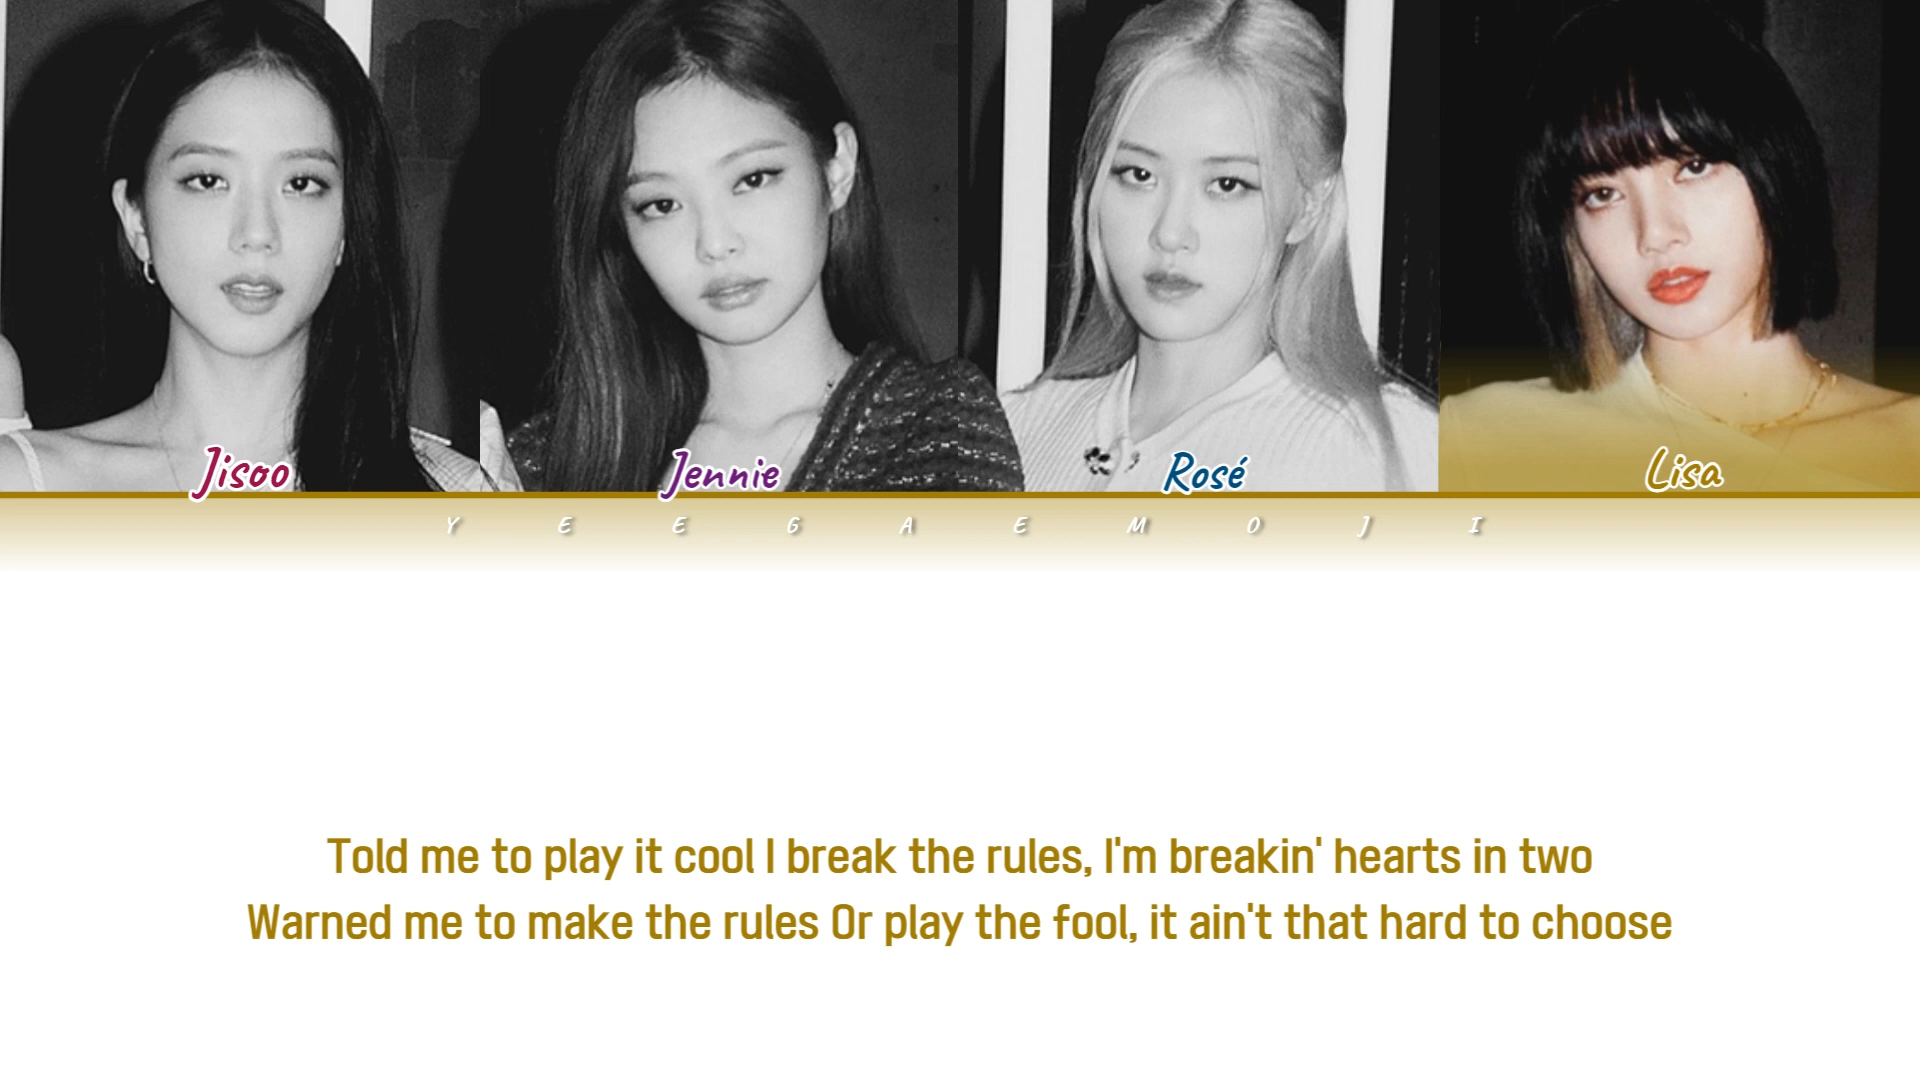 Jisoo Jennie Rosé Lisa
Y E E G A E M O J I
Told me to play it cool I break the rules, I'm breakin' hearts in two
Warned me to make the rules Or play the fool, it ain't that hard to choose